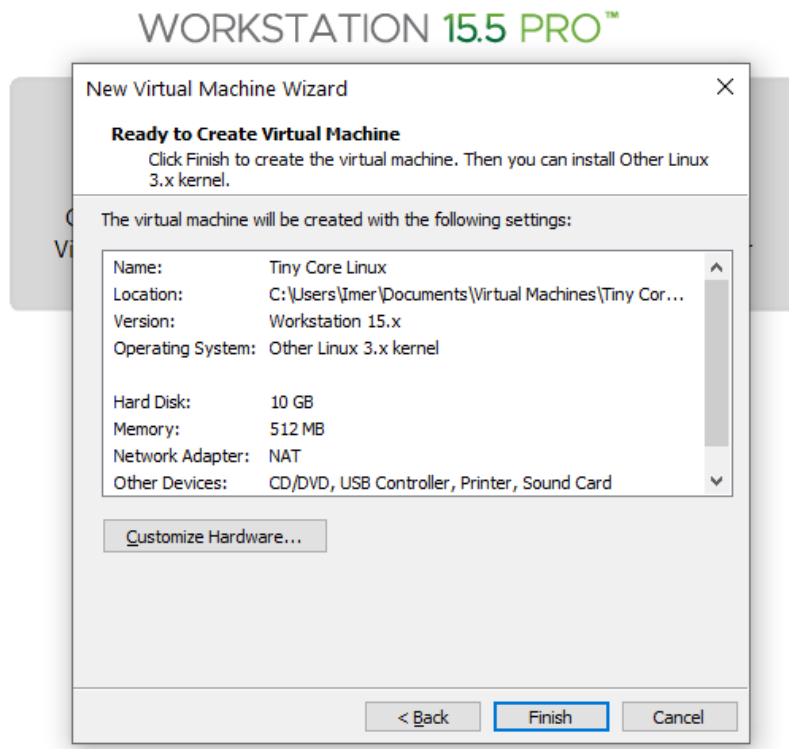 WORKSTATION 15.5 PRO™
New Virtual Machine Wizard
Ready to Create Virtual Machine
Click Finish to create the virtual machine. Then you can install Other Linux
3.x kernel.
The virtual machine will be created with the following settings:
Name: Tiny Core Linux
Location: C:\Users\Imer\Documents\Virtual Machines\Tiny Cor...
Version: Workstation 15.x
Operating System: Other Linux 3.x kernel
Hard Disk: 10 GB
Memory: 512 MB
Network Adapter: NAT
Other Devices: CD/DVD, USB Controller, Printer, Sound Card
Customize Hardware...
< Back
Finish
Cancel